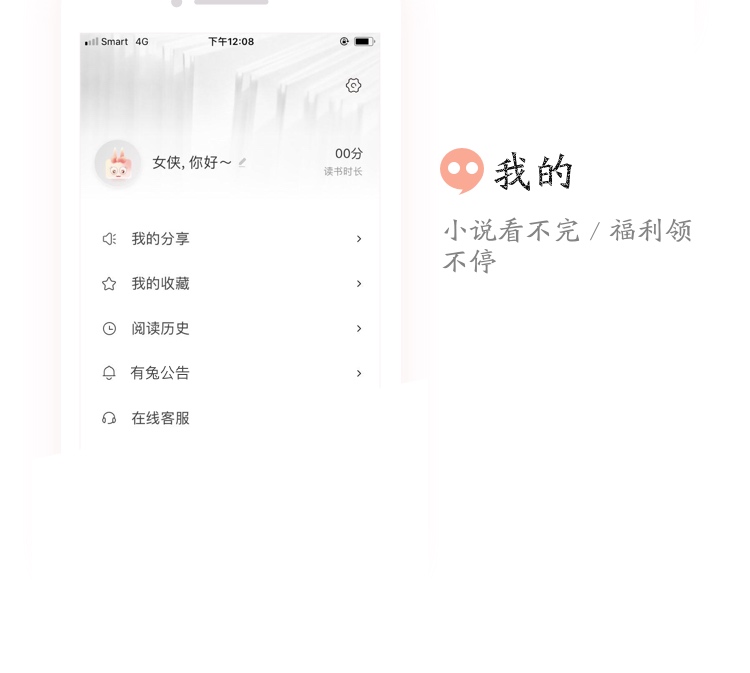 Smart 4G 下午12:08
女侠, 你好~
00分
读书时长
我的分享
我的收藏
阅读历史
有兔公告
在线客服
我的
小说看不完 / 福利领
不停